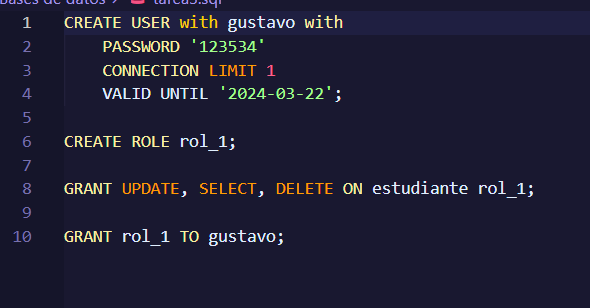 Bases de datos > tarea5.sql
1 CREATE USER with gustavo with
2 PASSWORD '123534'
3 CONNECTION LIMIT 1
4 VALID UNTIL '2024-03-22';
5
6 CREATE ROLE rol_1;
7
8 GRANT UPDATE, SELECT, DELETE ON estudiante rol_1;
9
10 GRANT rol_1 TO gustavo;